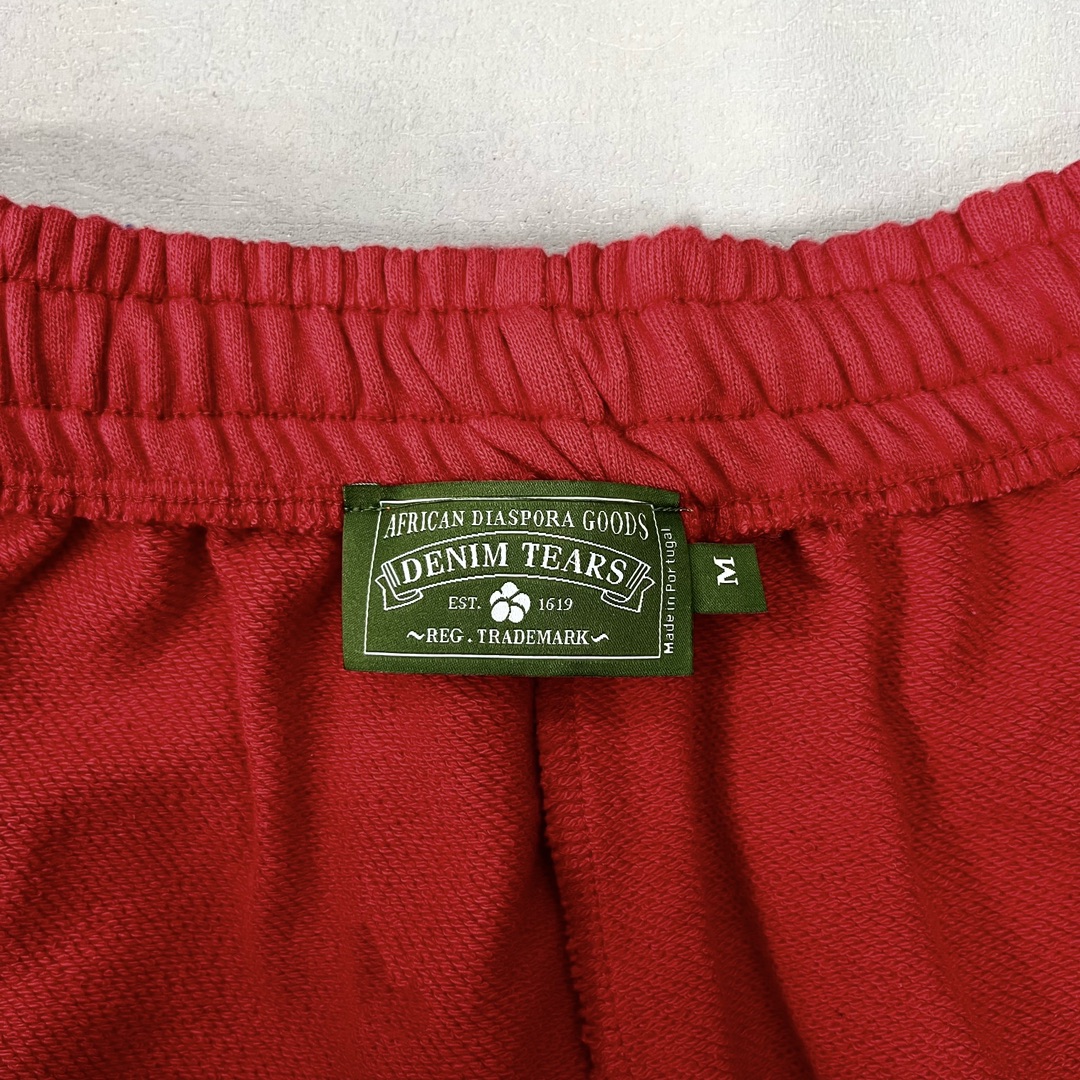 AFRICAN DIASPORA GOODS
DENIM TEARS
EST. 1619
~REG. TRADEMARK~
Made in Portugal
M